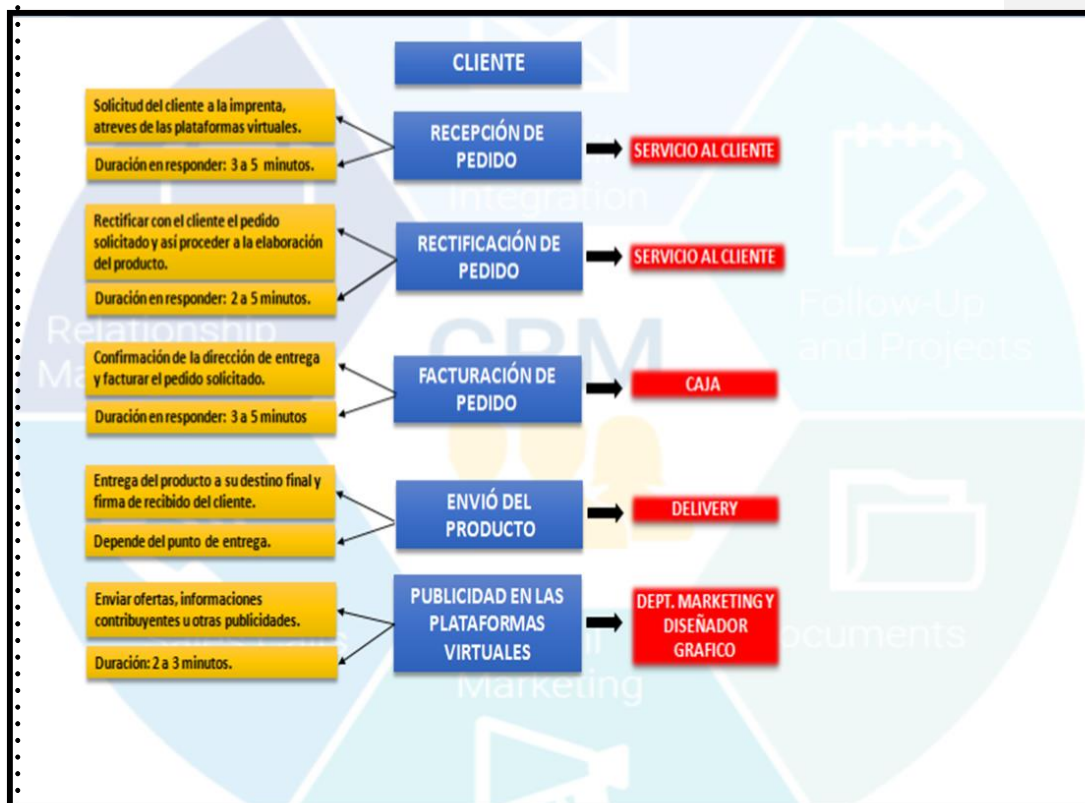 CLIENTE
Solicitud del cliente a la imprenta,
atreves de las plataformas virtuales.
Duración en responder: 3 a 5 minutos.
RECEPCIÓN DE
PEDIDO
SERVICIO AL CLIENTE
Integration
Rectificar con el cliente el pedido
solicitado y así proceder a la elaboración
del producto.
Duración en responder: 2 a 5 minutos.
RECTIFICACIÓN DE
PEDIDO
SERVICIO AL CLIENTE
Relationship
Follow-Up
and Projects
CRM
Confirmación de la dirección de entrega
y facturar el pedido solicitado.
Duración en responder: 3 a 5 minutos
FACTURACIÓN DE
PEDIDO
CAJA
Entrega del producto a su destino final y
firma de recibido del cliente.
Depende del punto de entrega.
ENVIÓ DEL
PRODUCTO
DELIVERY
Enviar ofertas, informaciones
contribuyentes u otras publicidades.
Duración: 2 a 3 minutos.
PUBLICIDAD EN LAS
PLATAFORMAS
VIRTUALES
DEPT. MARKETING Y
DISEÑADOR
GRAFICO
ocuments
Marketing